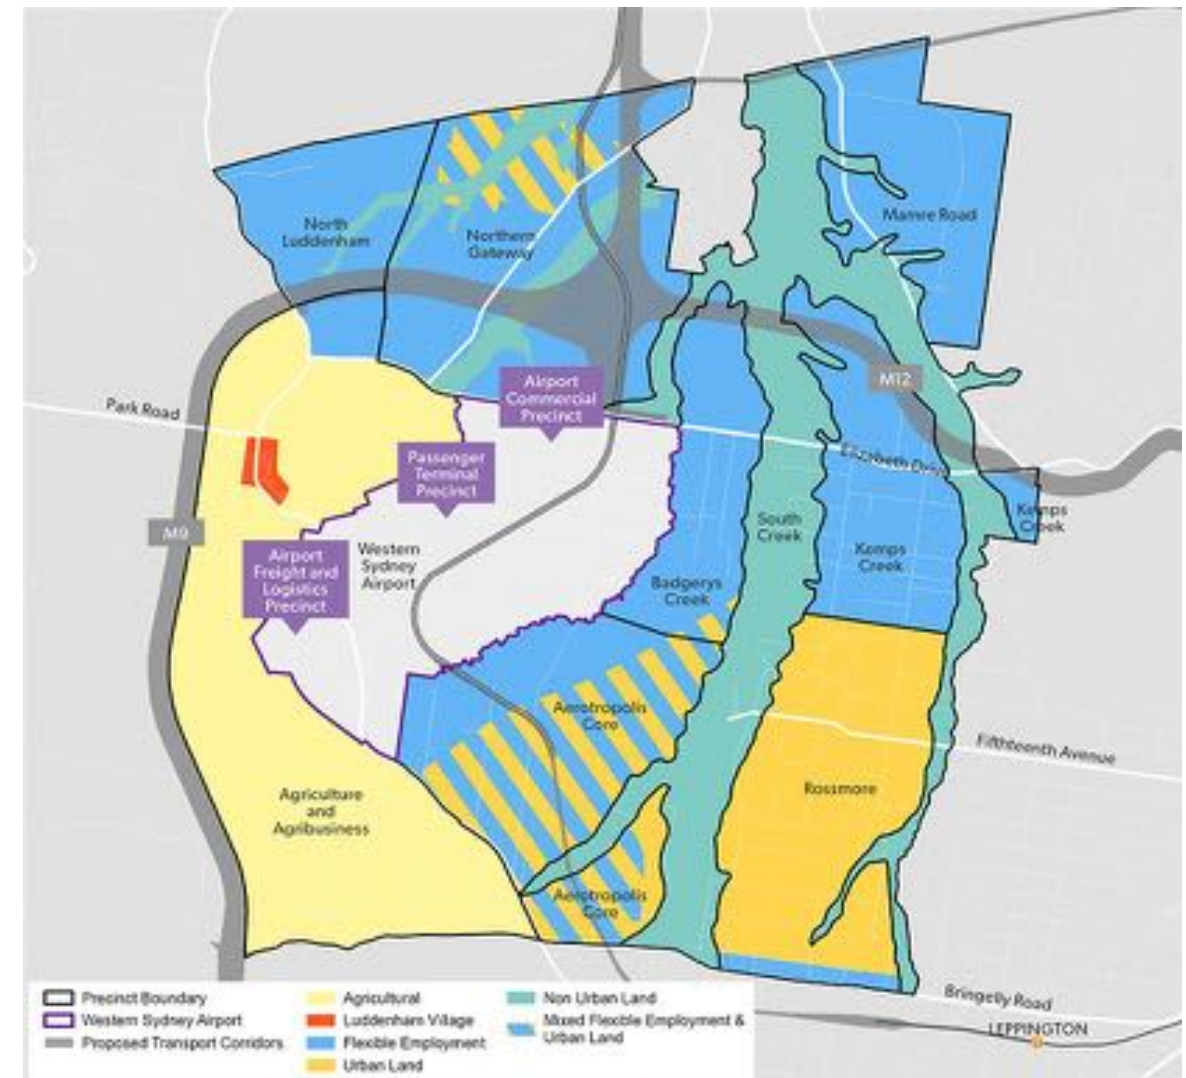 North
Luddenham
Northern
Gateway
Mamre Road
M12
Airport
Commercial
Precinct
Park Road
Passenger
Terminal
Precinct
Elizabeth Drive
M9
Airport
Freight and
Logistics
Precinct
Western
Sydney
Airport
South
Creek
Kemps
Creek
Kemps
Creek
Badgerys
Creek
Aerotropolis
Core
Fifthteenth Avenue
Rossmore
Agriculture
and
Agribusiness
Aerotropolis
Core
Bringelly Road
LEPPINGTON
Precinct Boundary
Western Sydney Airport
Proposed Transport Corridors
Agricultural
Luddenham Village
Flexible Employment
Urban Land
Non Urban Land
Mixed Flexible Employment &
Urban Land